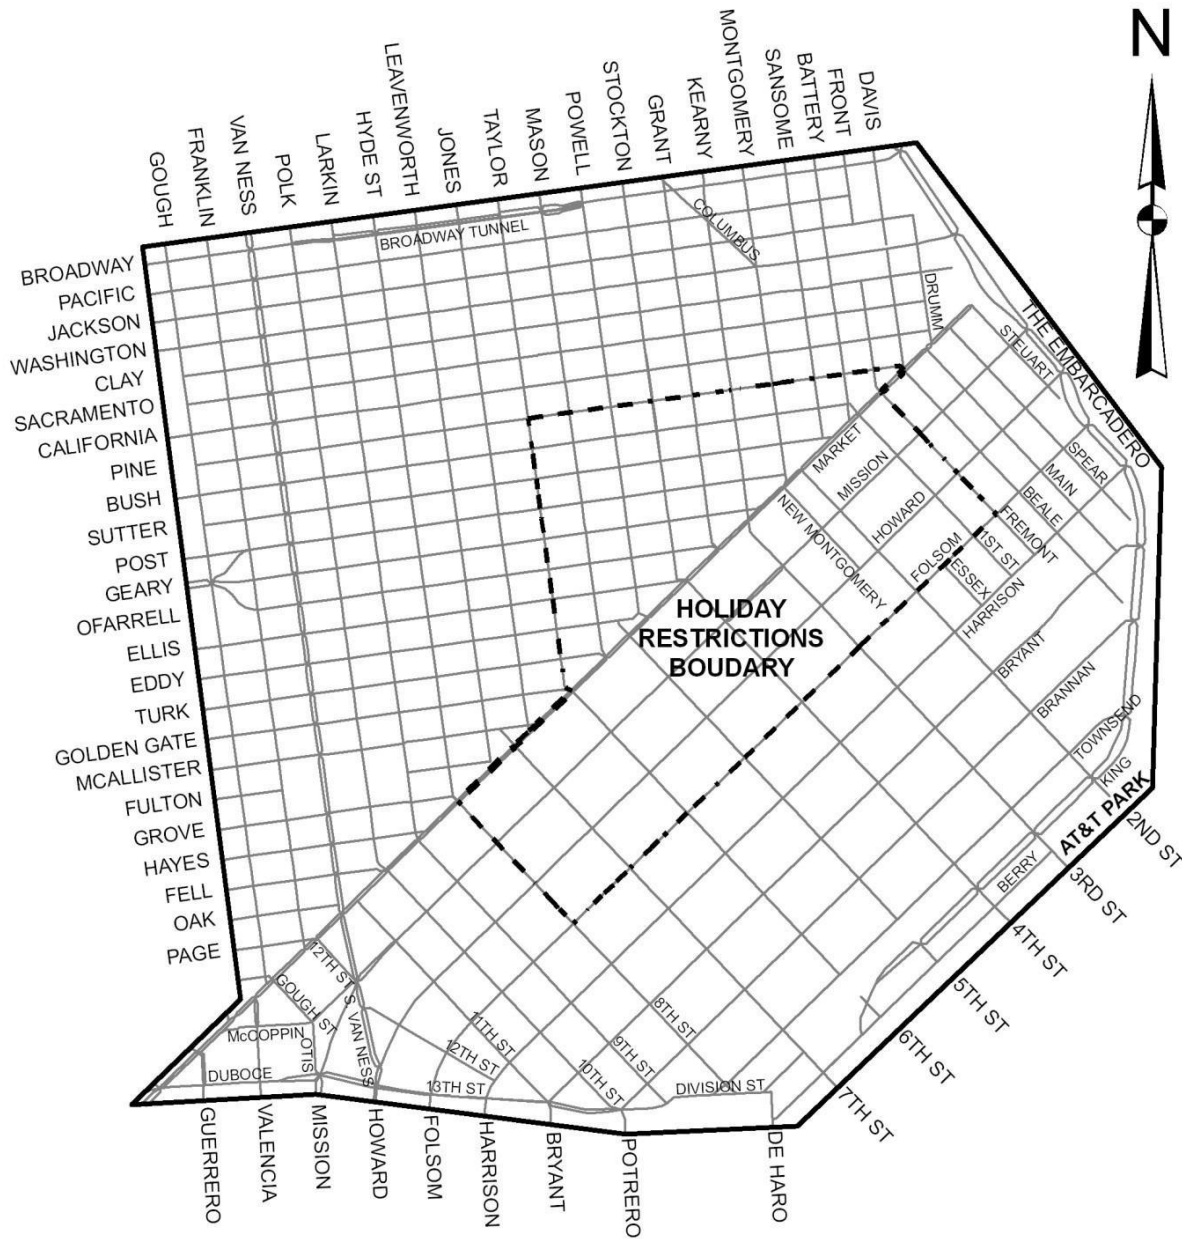 N
GOUGH
FRANKLIN
VAN NESS
POLK
LARKIN
HYDE ST
LEAVENWORTH
JONES
TAYLOR
MASON
POWELL
STOCKTON
GRANT
KEARNY
MONTGOMERY
SANSOME
BATTERY
FRONT
DAVIS
BROADWAY
PACIFIC
JACKSON
WASHINGTON
CLAY
SACRAMENTO
CALIFORNIA
PINE
BUSH
SUTTER
POST
GEARY
OFARRELL
ELLIS
EDDY
TURK
GOLDEN GATE
MCALLISTER
FULTON
GROVE
HAYES
FELL
OAK
PAGE
BROADWAY TUNNEL
COLUMBUS
DRUMM
THE EMBARCADERO
STEUART
SPEAR
MAIN
BEALE
FREMONT
1ST ST
ESSEX
MARKET
MISSION
HOWARD
FOLSOM
HARRISON
NEW MONTGOMERY
BRYANT
BRANNAN
TOWNSEND
KING
AT&T PARK
BERRY
HOLIDAY
RESTRICTIONS
BOUDARY
2ND ST
3RD ST
4TH ST
5TH ST
6TH ST
7TH ST
8TH ST
9TH ST
10TH ST
11TH ST
12TH ST
13TH ST
DIVISION ST
12TH ST
GOUGH ST
S. VAN NESS
McCOPPIN
OTIS
DUBOCE
GUERRERO
VALENCIA
MISSION
HOWARD
FOLSOM
HARRISON
BRYANT
POTRERO
DE HARO